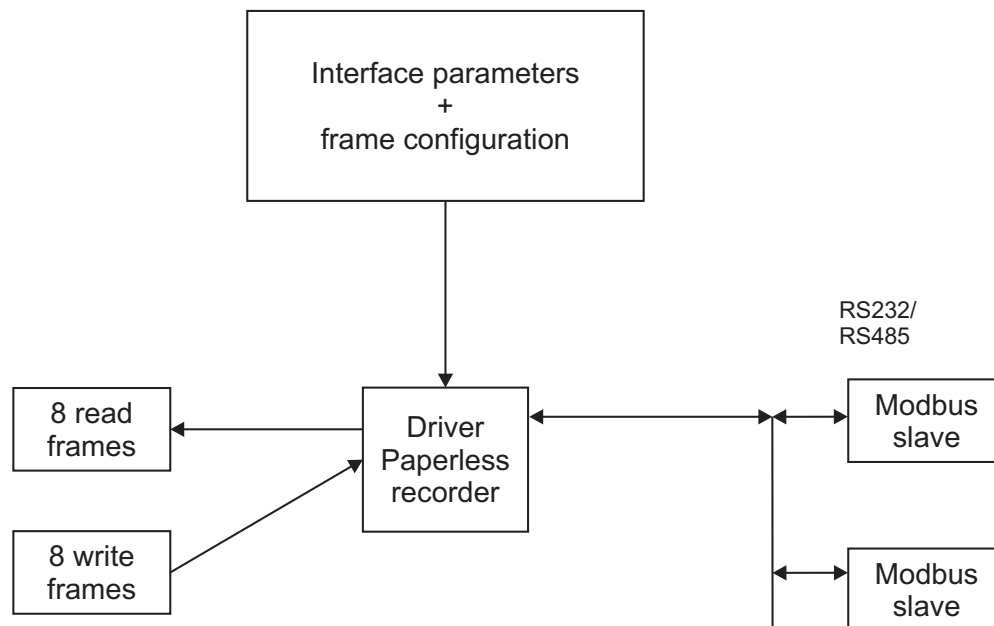 Interface parameters
+
frame configuration
RS232/
RS485
8 read
frames
Driver
Paperless
recorder
Modbus
slave
8 write
frames
Modbus
slave